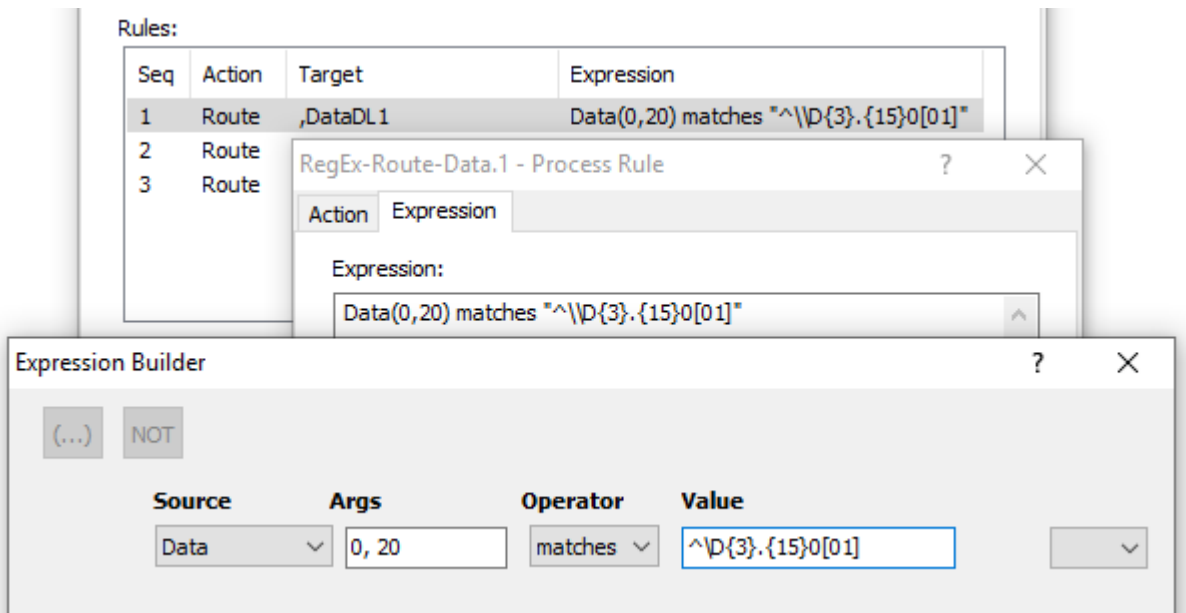 Rules:
Seq Action Target Expression
1 Route ,DataDL1 Data(0,20) matches "^\\D{3}.{15}0[01]"
2 Route
3 Route
RegEx-Route-Data.1 - Process Rule ?
Action Expression
Expression:
Data(0,20) matches "^\\D{3}.{15}0[01]"
Expression Builder ?
(...) NOT
Source Args Operator Value
Data 0, 20 matches ^\D{3}.{15}0[01]